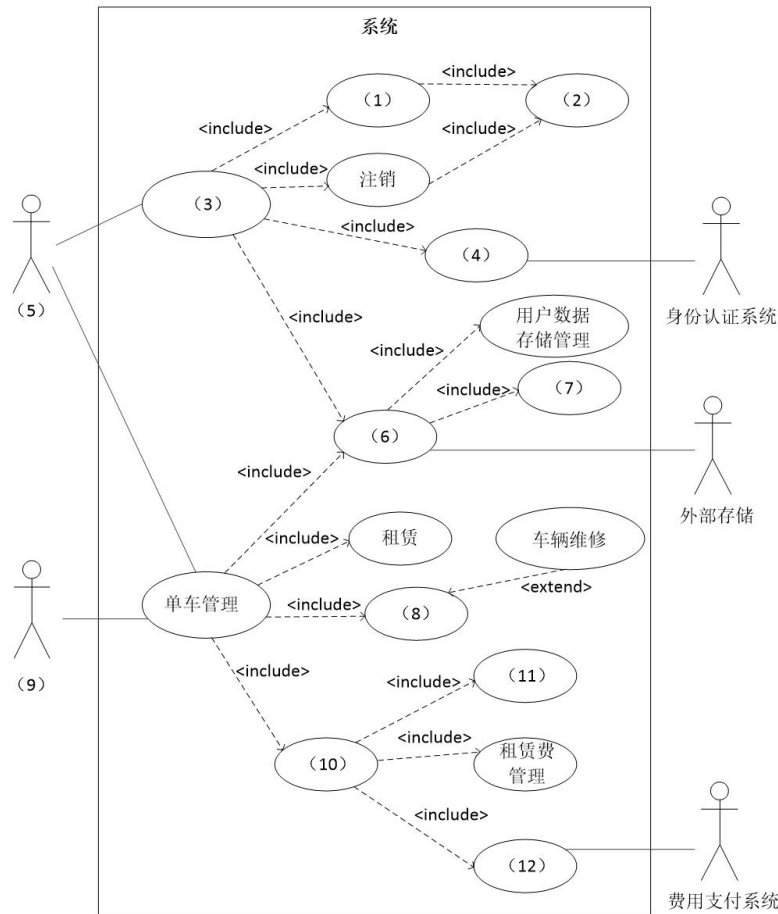 系统
<include>
(1)
(2)
<include>
<include>
<include>
注销
(3)
<include>
(4)
(5)
身份认证系统
<include>
用户数据
存储管理
<include>
<include>
(7)
(6)
<include>
外部存储
租赁
车辆维修
<include>
<extend>
单车管理
(8)
(9)
<include>
<include>
(11)
<include>
租赁费
管理
(10)
<include>
(12)
费用支付系统